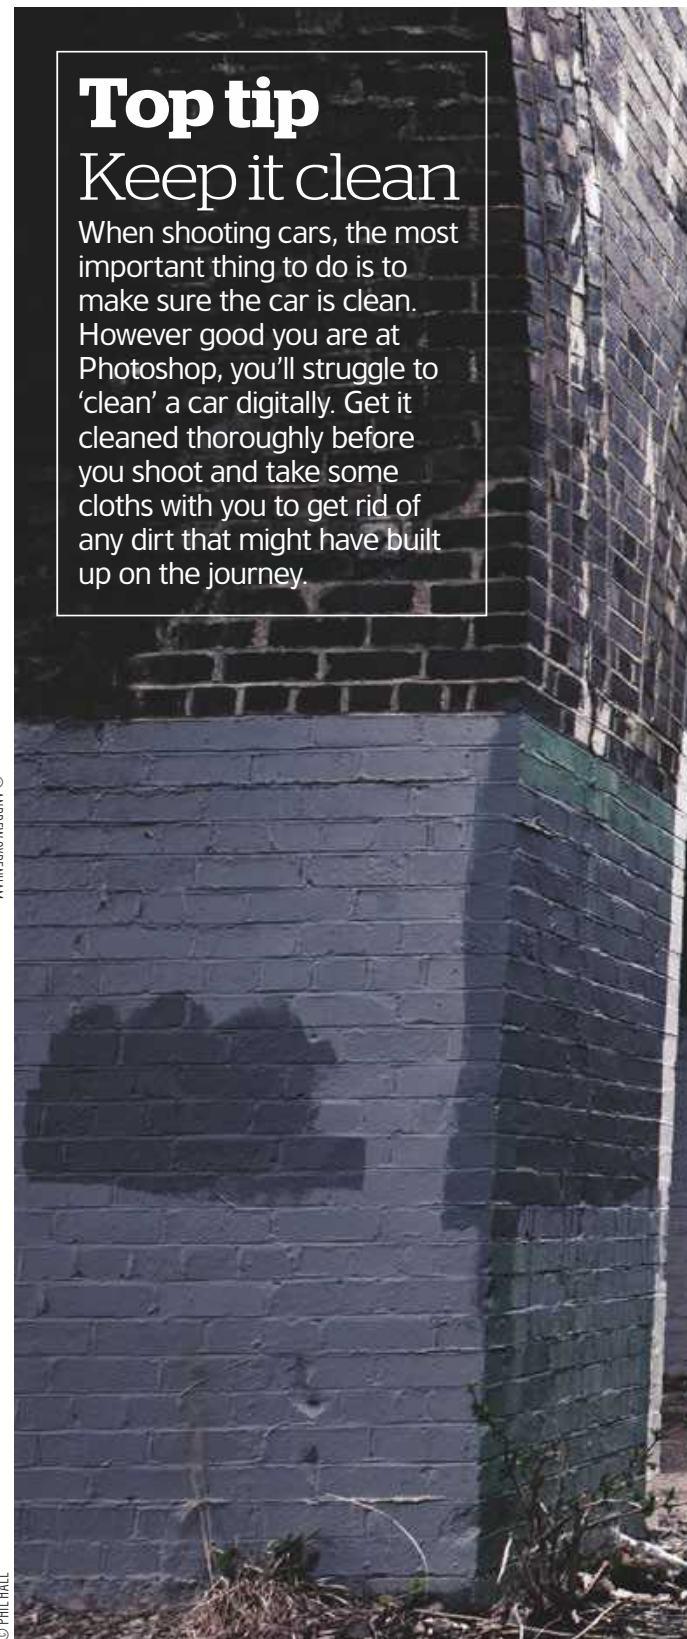 Top tip
Keep it clean
When shooting cars, the most
important thing to do is to
make sure the car is clean.
However good you are at
Photoshop, you’ll struggle to
‘clean’ a car digitally. Get it
cleaned thoroughly before
you shoot and take some
cloths with you to get rid of
any dirt that might have built
up on the journey.
© PHIL HALL